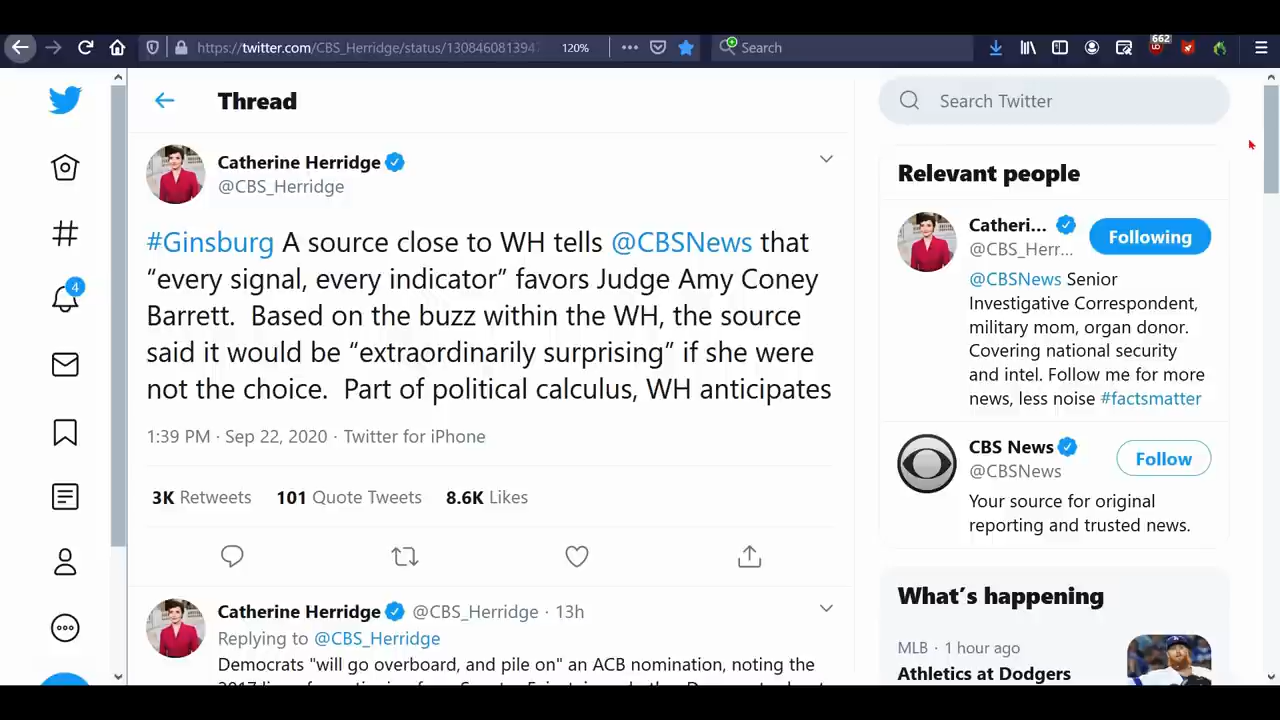 https://twitter.com/CBS_Herridge/status/1308460813947
120%
Search
662
Thread
Search Twitter
Catherine Herridge
@CBS_Herridge
#Ginsburg A source close to WH tells @CBSNews that
“every signal, every indicator” favors Judge Amy Coney
Barrett.  Based on the buzz within the WH, the source
said it would be “extraordinarily surprising” if she were
not the choice.  Part of political calculus, WH anticipates
1:39 PM · Sep 22, 2020 · Twitter for iPhone
3K Retweets 101 Quote Tweets 8.6K Likes
4
Catherine Herridge @CBS_Herridge · 13h
Replying to @CBS_Herridge
Democrats "will go overboard, and pile on" an ACB nomination, noting the
Relevant people
Catheri...
@CBS_Herr...
Following
@CBSNews Senior
Investigative Correspondent,
military mom, organ donor.
Covering national security
and intel. Follow me for more
news, less noise #factsmatter
CBS News
@CBSNews
Follow
Your source for original
reporting and trusted news.
What’s happening
MLB · 1 hour ago
Athletics at Dodgers